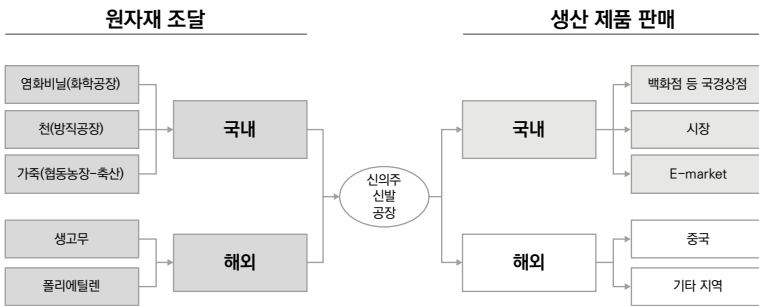 원자재 조달
생산 제품 판매
염화비닐(화학공장)
천(방직공장)
가죽(협동농장-축산)
국내
생고무
폴리에틸렌
해외
신의주
신발
공장
국내
백화점 등 국경상점
시장
E-market
해외
중국
기타 지역